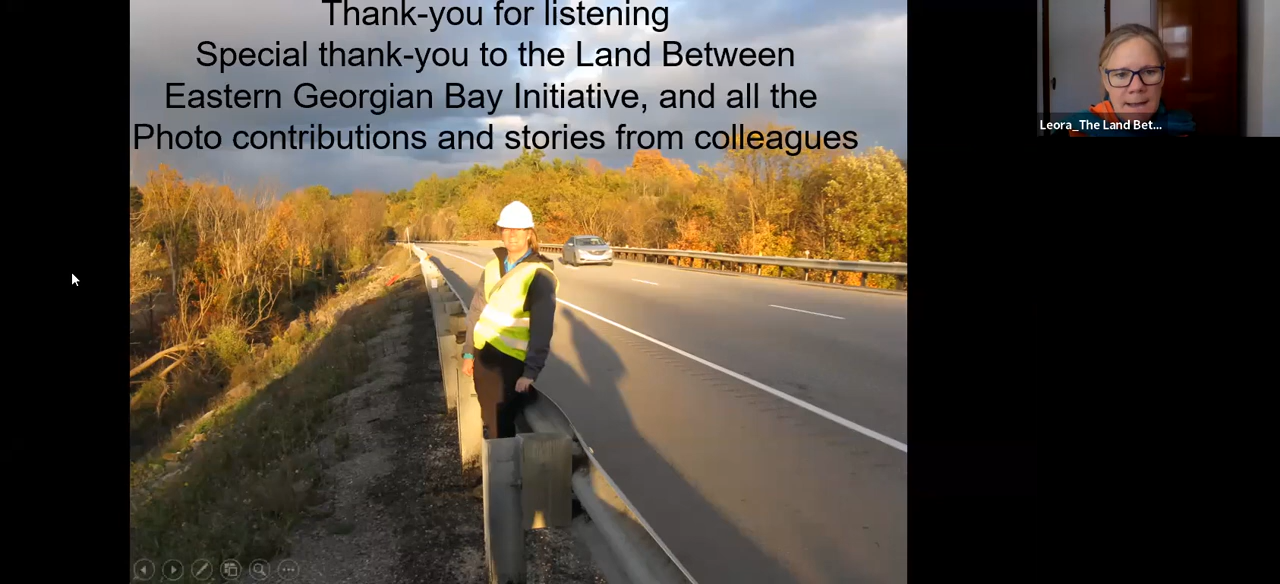 Thank-you for listening
Special thank-you to the Land Between
Eastern Georgian Bay Initiative, and all the
Photo contributions and stories from colleagues
Leora_The Land Bet...